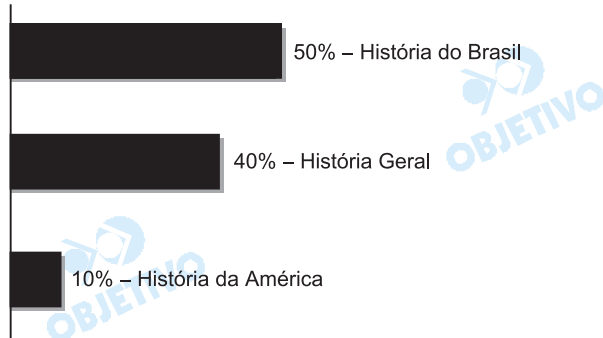 50% – História do Brasil
OBJETIVO
40% – História Geral
10% – História da América
OBJETIVO